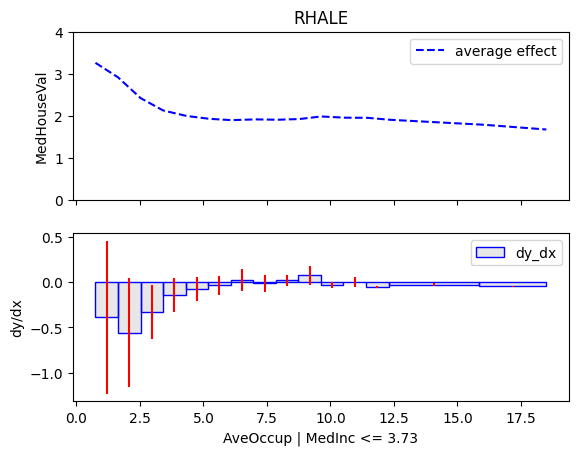 RHALE
4
3
2
1
0
MedHouseVal
average effect
0.5
0.0
−0.5
−1.0
dy/dx
dy_dx
0.0 2.5 5.0 7.5 10.0 12.5 15.0 17.5
AveOccup | MedInc <= 3.73